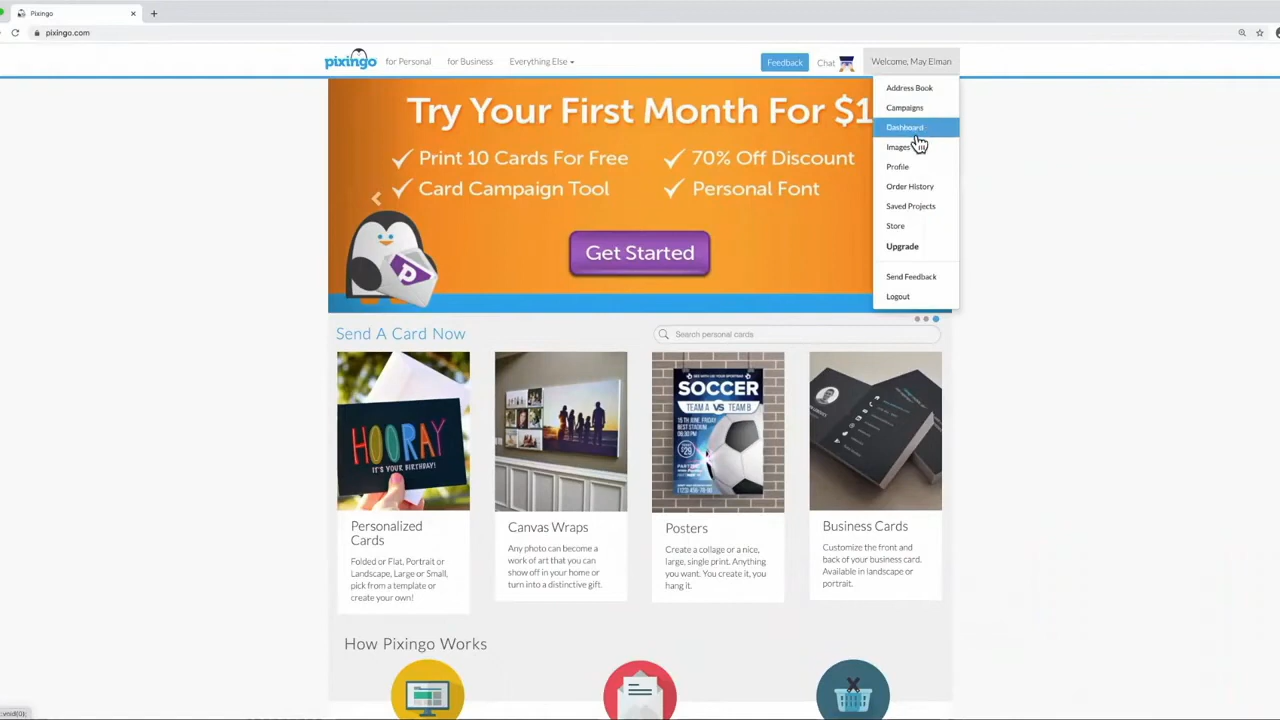 Pixingo
pixingo.com
pixingo
for Personal
for Business
Everything Else
Feedback
Chat
Welcome, May Elman
Address Book
Campaigns
Dashboard
Images
Profile
Order History
Saved Projects
Store
Upgrade
Send Feedback
Logout
Try Your First Month For $1
Print 10 Cards For Free
70% Off Discount
Card Campaign Tool
Personal Font
Get Started
Send A Card Now
Search personal cards
HOORAY
IT'S YOUR BIRTHDAY!
SOCCER
TEAM A VS TEAM B
Personalized
Cards
Folded or Flat, Portrait or
Landscape, Large or Small,
pick from a template or
create your own!
Canvas Wraps
Any photo can become a
work of art that you can
show off in your home or
turn into a distinctive gift.
Posters
Create a collage or a nice,
large, single print. Anything
you want. You create it, you
hang it.
Business Cards
Customize the front and
back of your business card.
Available in landscape or
portrait.
How Pixingo Works